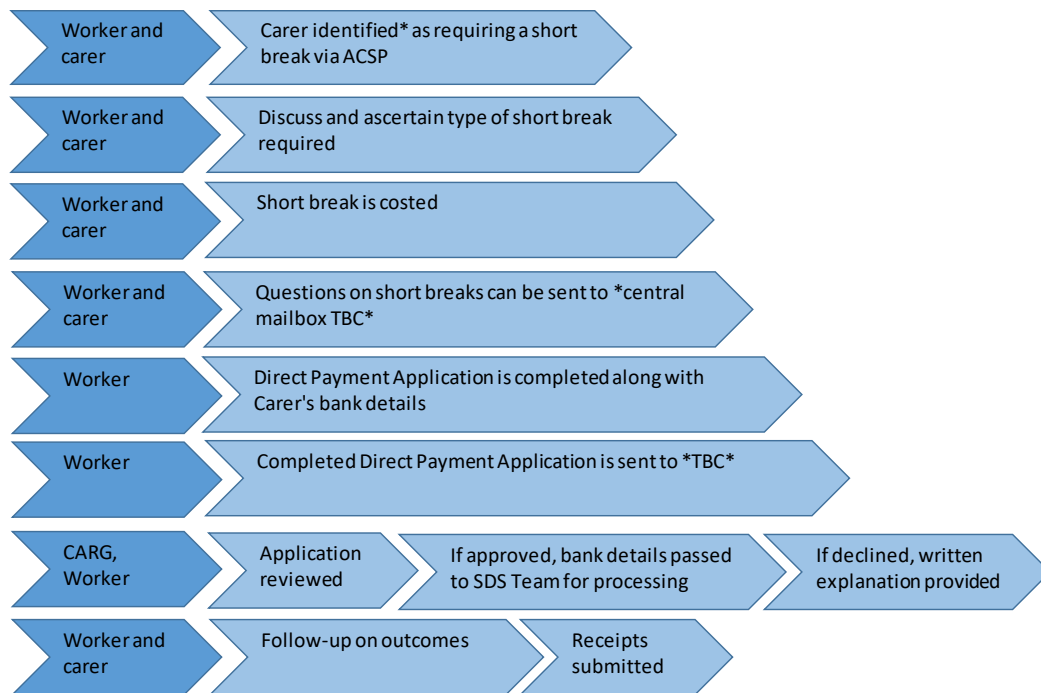 Worker and
carer
Carer identified* as requiring a short
break via ACSP
Worker and
carer
Discuss and ascertain type of short break
required
Worker and
carer
Short break is costed
Worker and
carer
Questions on short breaks can be sent to *central
mailbox TBC*
Worker
Direct Payment Application is completed along with
Carer's bank details
Worker
Completed Direct Payment Application is sent to *TBC*
CARG,
Worker
Application
reviewed
If approved, bank details passed
to SDS Team for processing
If declined, written
explanation provided
Worker and
carer
Follow-up on outcomes
Receipts
submitted